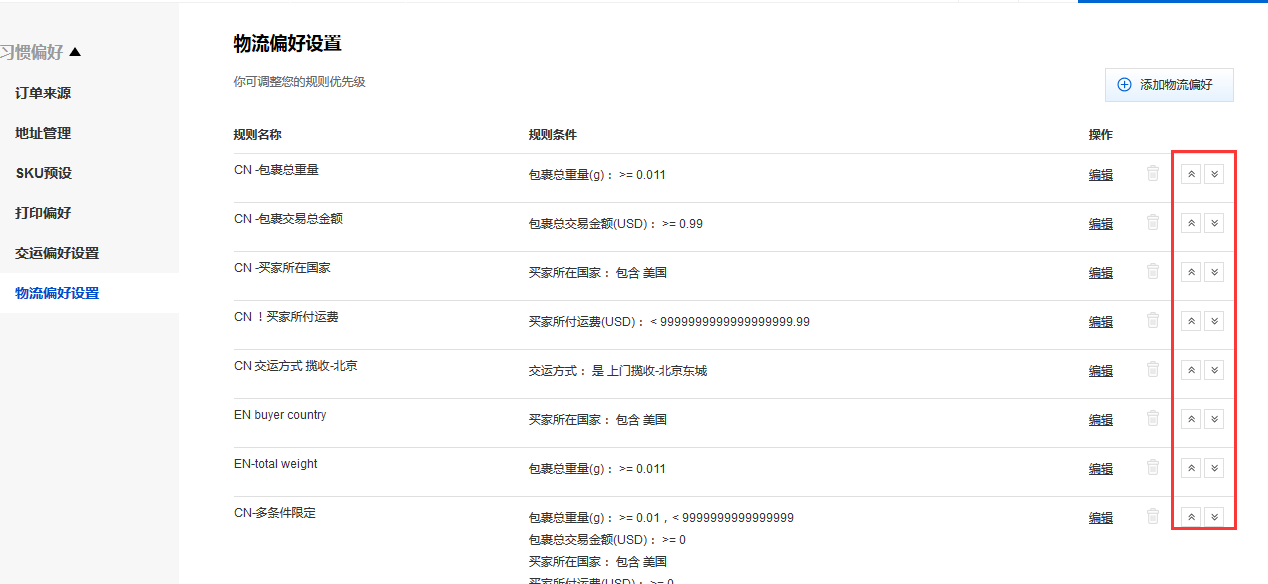 习惯偏好
订单来源
地址管理
SKU预设
打印偏好
交运偏好设置
物流偏好设置
物流偏好设置
你可调整您的规则优先级
添加物流偏好
规则名称 规则条件 操作
CN -包裹总重量 包裹总重量(g)： >= 0.011 编辑
CN -包裹交易总金额 包裹总交易金额(USD)： >= 0.99 编辑
CN -买家所在国家 买家所在国家： 包含 美国 编辑
CN ！买家所付运费 买家所付运费(USD)： < 9999999999999999999.99 编辑
CN 交运方式 揽收-北京 交运方式： 是 上门揽收-北京东城 编辑
EN buyer country 买家所在国家： 包含 美国 编辑
EN-total weight 包裹总重量(g)： >= 0.011 编辑
CN-多条件限定 包裹总重量(g)： >= 0.01，< 9999999999999999 编辑
包裹总交易金额(USD)： >= 0
买家所在国家： 包含 美国
买家所付运费(USD)： >= 0